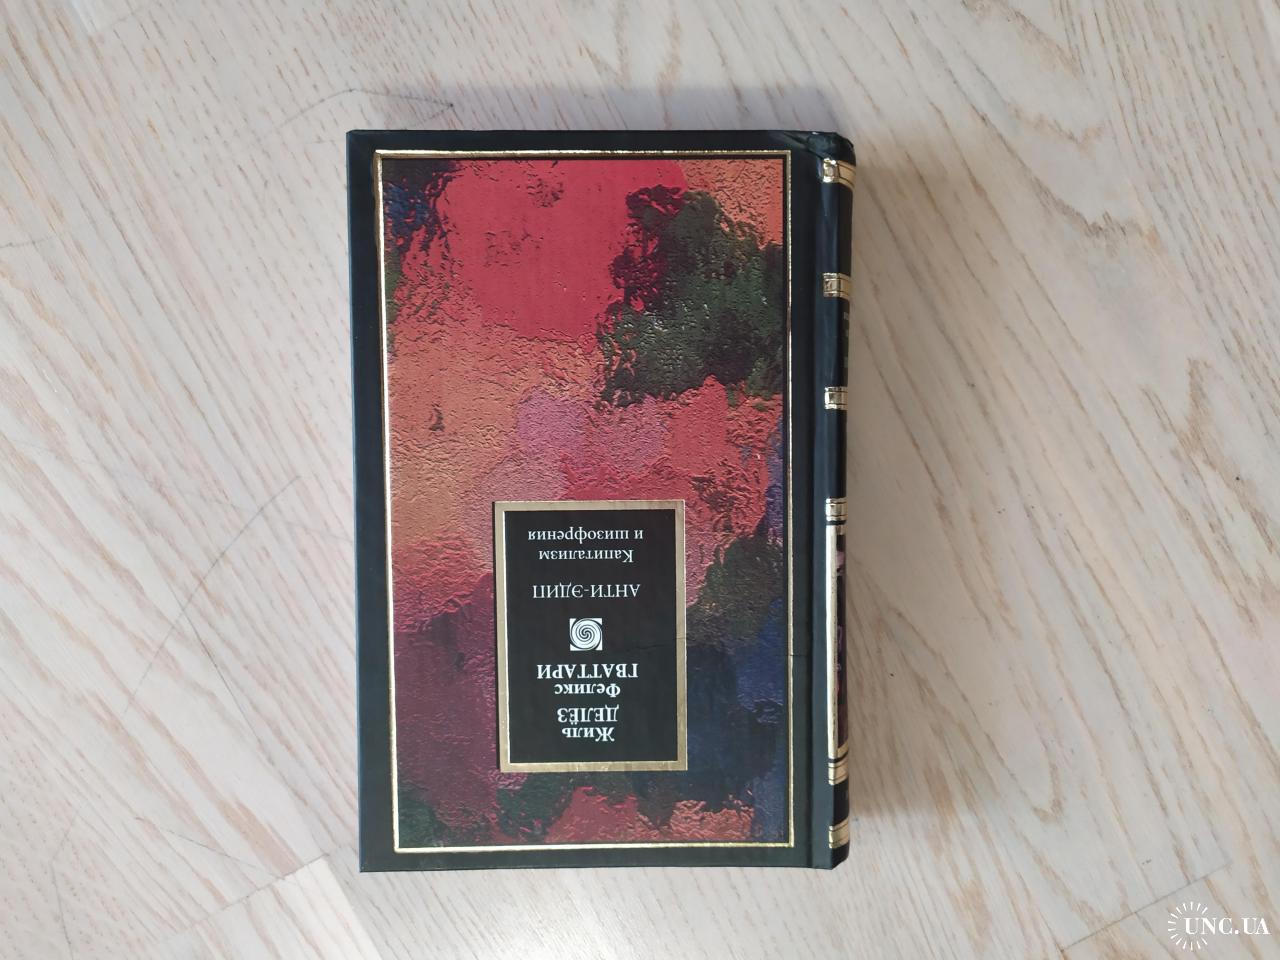 Жиль
ДЕЛЁЗ
Феликс
ГВАТТАРИ
АНТИ-ЭДИП
Капитализм
и шизофрения
UNC.UA